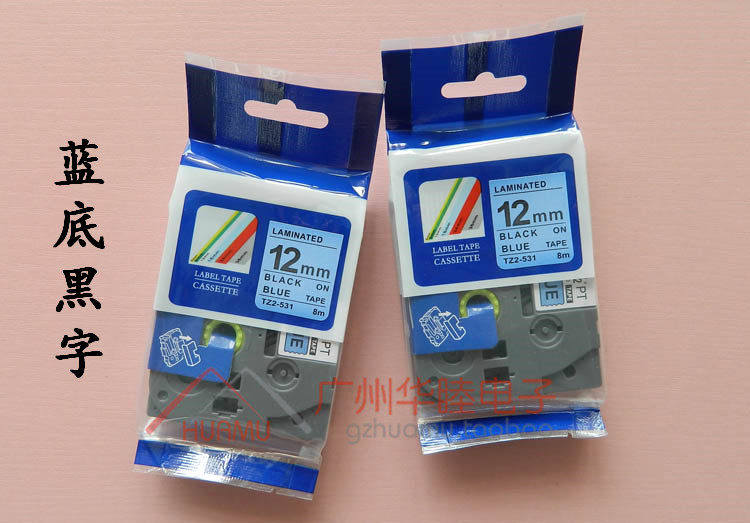 蓝底黑字
LAMINATED
12mm
BLACK ON
BLUE TAPE
TZ2-531 8m
LABEL TAPE
CASSETTE
LAMINATED
12mm
BLACK ON
BLUE TAPE
TZ2-531 8m
LABEL TAPE
CASSETTE
广州华睦电子
HUAMU